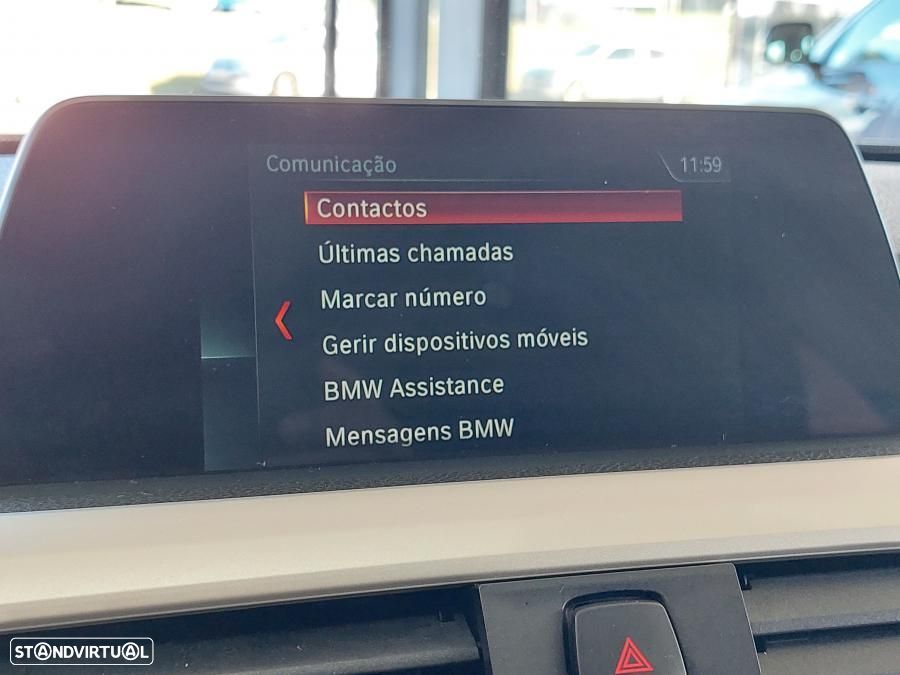 Comunicação 11:59
Contactos
Últimas chamadas
Marcar número
Gerir dispositivos móveis
BMW Assistance
Mensagens BMW
STANDVIRTUAL